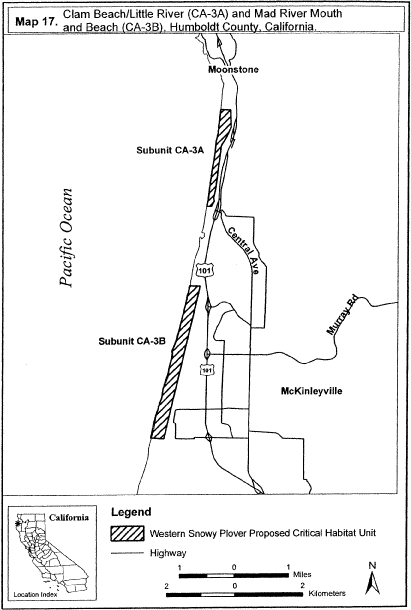 Map 17. Clam Beach/Little River (CA-3A) and Mad River Mouth
and Beach (CA-3B), Humboldt County, California.
Moonstone
Subunit CA-3A
Pacific Ocean
Central Ave
101
Murray Rd
Subunit CA-3B
101
McKinleyville
California
Location Index
Legend
Western Snowy Plover Proposed Critical Habitat Unit
Highway
1 0 1
Miles
2 0 2
Kilometers
N